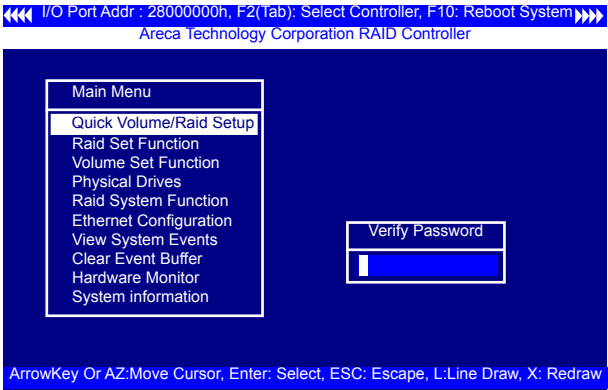 I/O Port Addr : 28000000h, F2(Tab): Select Controller, F10: Reboot System
Areca Technology Corporation RAID Controller
Main Menu
Quick Volume/Raid Setup
Raid Set Function
Volume Set Function
Physical Drives
Raid System Function
Ethernet Configuration
View System Events
Clear Event Buffer
Hardware Monitor
System information
Verify Password
ArrowKey Or AZ:Move Cursor, Enter: Select, ESC: Escape, L:Line Draw, X: Redraw